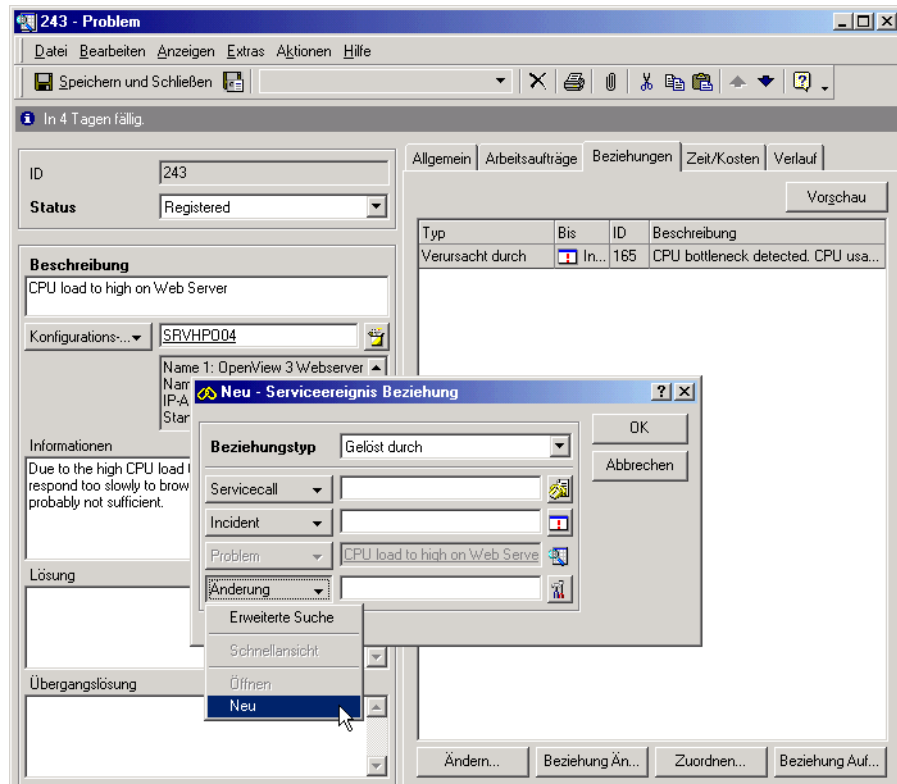 243 - Problem
Datei Bearbeiten Anzeigen Extras Aktionen Hilfe
Speichern und Schließen
In 4 Tagen fällig.
ID 243
Status Registered
Beschreibung
CPU load to high on Web Server
Konfigurations-... SRVHPO04
Name 1: OpenView 3 Webserver
Nam
IP-A
Star
Informationen
Due to the high CPU load
respond too slowly to brow
probably not sufficient.
Lösung
Übergangslösung
Allgemein Arbeitsaufträge Beziehungen Zeit/Kosten Verlauf
Vorschau
Typ Bis ID Beschreibung
Verursacht durch In... 165 CPU bottleneck detected. CPU usa...
Neu - Serviceereignis Beziehung
Beziehungstyp Gelöst durch
OK
Abbrechen
Servicecall
Incident
Problem CPU load to high on Web Serve
Änderung
Erweiterte Suche
Schnellansicht
Öffnen
Neu
Ändern... Beziehung Än... Zuordnen... Beziehung Auf...